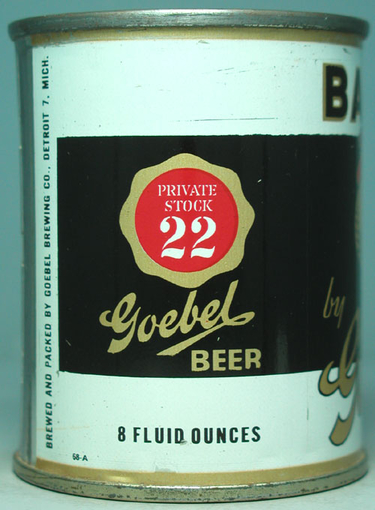 BREWED AND PACKED BY GOEBEL BREWING CO., DETROIT 7, MICH.
PRIVATE
STOCK
22
Goebel
BEER
8 FLUID OUNCES
68-A
BA
by
G